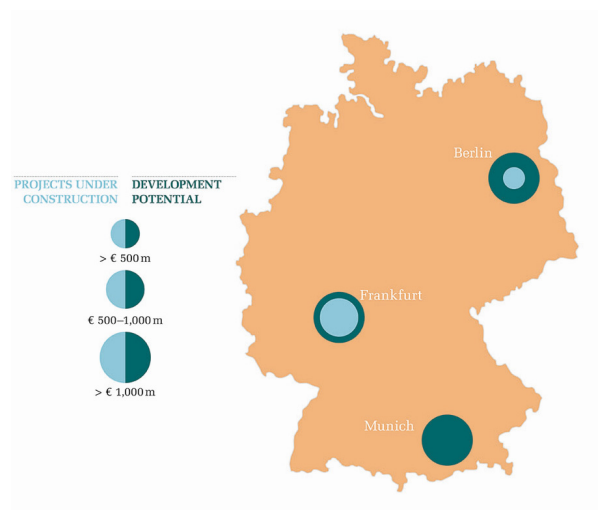 PROJECTS UNDER CONSTRUCTION
DEVELOPMENT POTENTIAL
> € 500 m
€ 500–1,000 m
> € 1,000 m
Berlin
Frankfurt
Munich